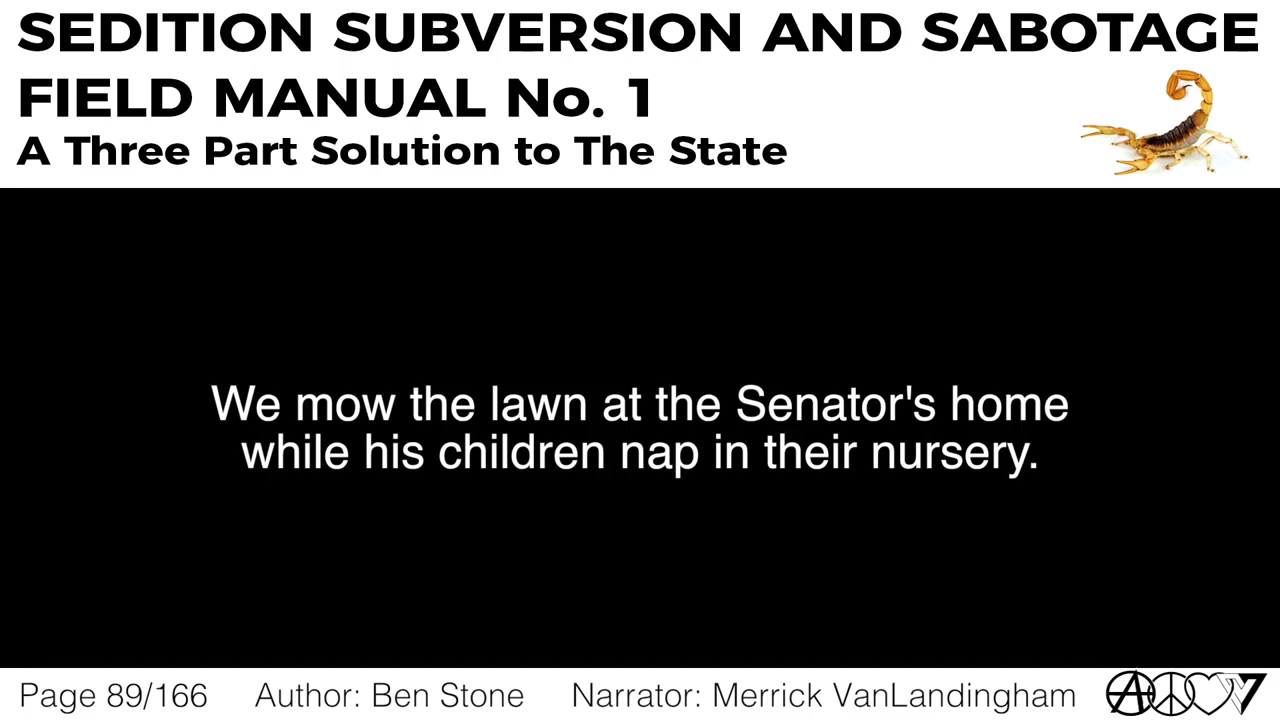 SEDITION SUBVERSION AND SABOTAGE
FIELD MANUAL No. 1
A Three Part Solution to The State
We mow the lawn at the Senator's home
while his children nap in their nursery.
Page 89/166 Author: Ben Stone Narrator: Merrick VanLandingham